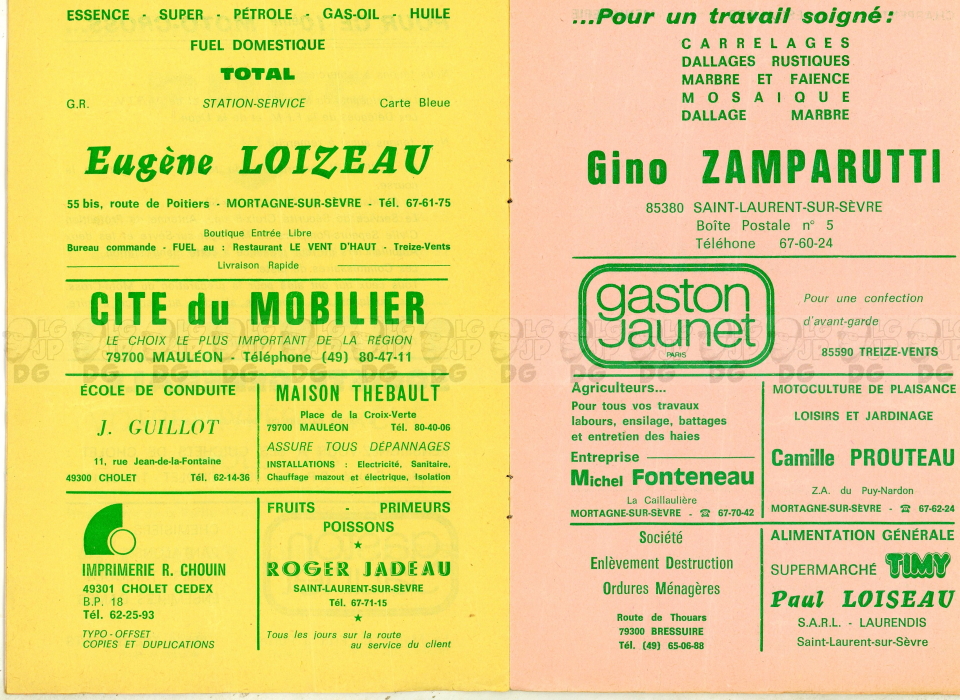 ESSENCE - SUPER - PÉTROLE - GAS-OIL - HUILE
FUEL DOMESTIQUE
TOTAL
G.R. STATION-SERVICE Carte Bleue
Eugène LOIZEAU
55 bis, route de Poitiers - MORTAGNE-SUR-SÈVRE - Tél. 67-61-75
Boutique Entrée Libre
Bureau commande - FUEL au : Restaurant LE VENT D'HAUT - Treize-Vents
Livraison Rapide
CITE du MOBILIER
LE CHOIX LE PLUS IMPORTANT DE LA RÉGION
79700 MAULÉON - Téléphone (49) 80-47-11
ÉCOLE DE CONDUITE
J. GUILLOT
11, rue Jean-de-la-Fontaine
49300 CHOLET Tél. 62-14-36
MAISON THEBAULT
Place de la Croix-Verte
79700 MAULÉON Tél. 80-40-06
ASSURE TOUS DÉPANNAGES
INSTALLATIONS : Electricité, Sanitaire,
Chauffage mazout et électrique, Isolation
IMPRIMERIE R. CHOUIN
49301 CHOLET CEDEX
B.P. 18
Tél. 62-25-93
TYPO - OFFSET
COPIES ET DUPLICATIONS
FRUITS - PRIMEURS
POISSONS
★
ROGER JADEAU
SAINT-LAURENT-SUR-SÈVRE
Tél. 67-71-15
★
Tous les jours sur la route
au service du client
...Pour un travail soigné :
CARRELAGES
DALLAGES RUSTIQUES
MARBRE ET FAIENCE
MOSAIQUE
DALLAGE MARBRE
Gino ZAMPARUTTI
85380 SAINT-LAURENT-SUR-SÈVRE
Boîte Postale n° 5
Téléhone 67-60-24
gaston
jaunet
PARIS
Pour une confection
d'avant-garde
85590 TREIZE-VENTS
Agriculteurs...
Pour tous vos travaux
labours, ensilage, battages
et entretien des haies
Entreprise
Michel Fonteneau
La Caillaulière
MORTAGNE-SUR-SÈVRE - ☎ 67-70-42
MOTOCULTURE DE PLAISANCE
LOISIRS ET JARDINAGE
Camille PROUTEAU
Z.A. du Puy-Nardon
MORTAGNE-SUR-SÈVRE - ☎ 67-62-24
Société
Enlèvement Destruction
Ordures Ménagères
Route de Thouars
79300 BRESSUIRE
Tél. (49) 65-06-88
ALIMENTATION GÉNÉRALE
SUPERMARCHÉ TIMY
Paul LOISEAU
S.A.R.L. - LAURENDIS
Saint-Laurent-sur-Sèvre